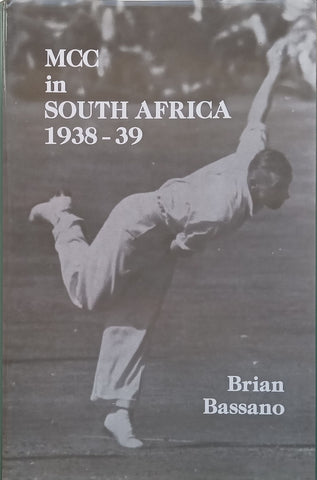 MCC
in
SOUTH AFRICA
1938-39
Brian
Bassano